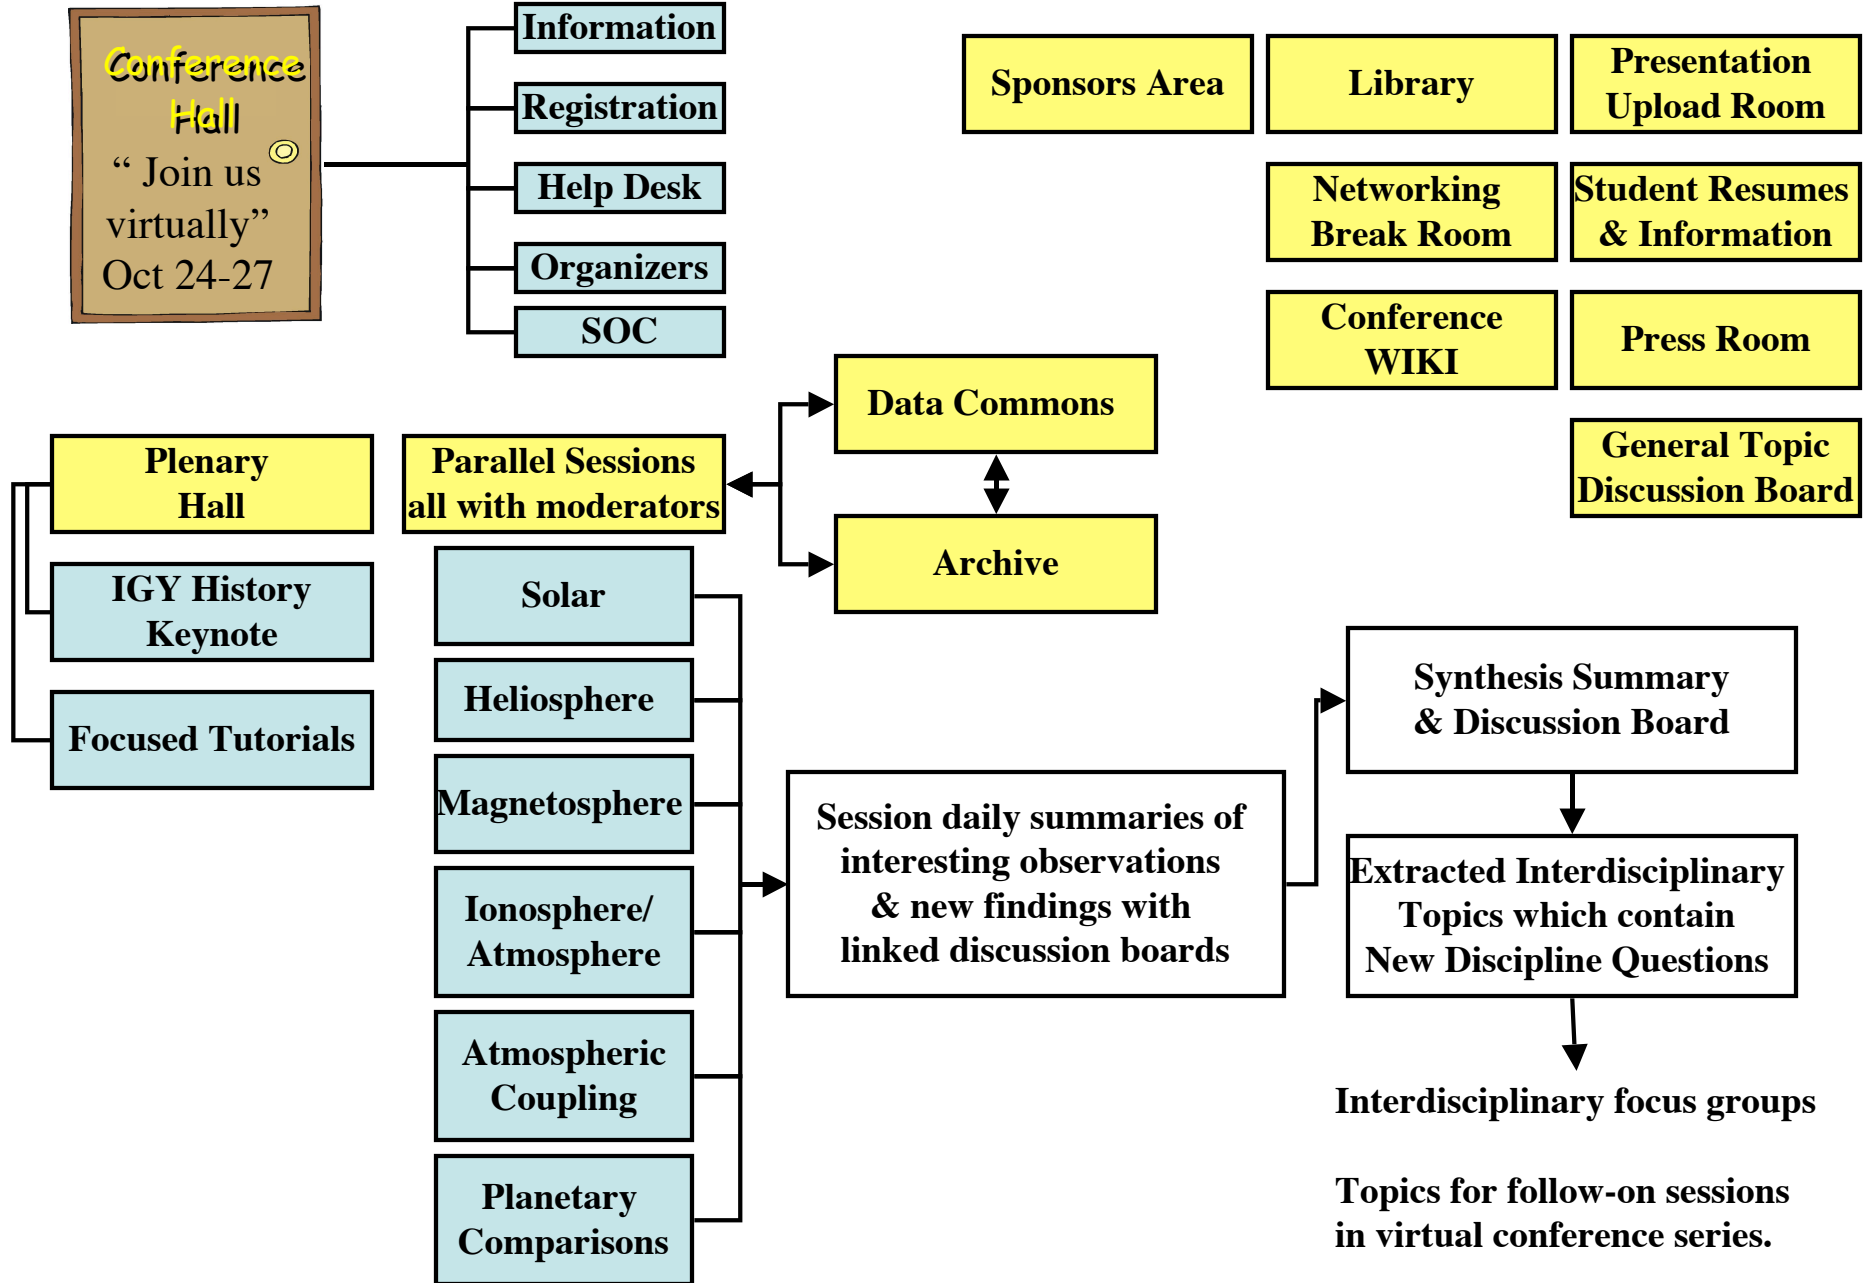 Conference
Hall
“ Join us
virtually”
Oct 24-27
Information
Registration
Help Desk
Organizers
SOC
Sponsors Area
Library
Presentation
Upload Room
Networking
Break Room
Student Resumes
& Information
Conference
WIKI
Press Room
General Topic
Discussion Board
Data Commons
Archive
Plenary
Hall
IGY History
Keynote
Focused Tutorials
Parallel Sessions
all with moderators
Solar
Heliosphere
Magnetosphere
Ionosphere/
Atmosphere
Atmospheric
Coupling
Planetary
Comparisons
Session daily summaries of
interesting observations
& new findings with
linked discussion boards
Synthesis Summary
& Discussion Board
Extracted Interdisciplinary
Topics which contain
New Discipline Questions
Interdisciplinary focus groups
Topics for follow-on sessions
in virtual conference series.